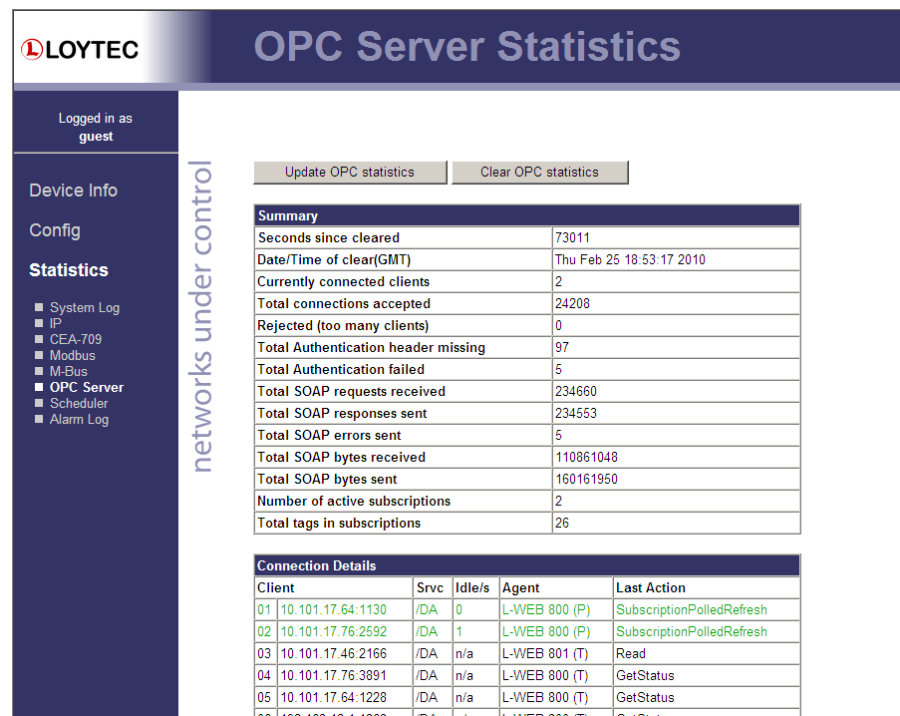 LOYTEC
OPC Server Statistics
Logged in as
guest
Device Info
Config
Statistics
System Log
IP
CEA-709
Modbus
M-Bus
OPC Server
Scheduler
Alarm Log
networks under control
Update OPC statistics Clear OPC statistics
Summary
Seconds since cleared 73011
Date/Time of clear(GMT) Thu Feb 25 18:53:17 2010
Currently connected clients 2
Total connections accepted 24208
Rejected (too many clients) 0
Total Authentication header missing 97
Total Authentication failed 5
Total SOAP requests received 234660
Total SOAP responses sent 234553
Total SOAP errors sent 5
Total SOAP bytes received 110861048
Total SOAP bytes sent 160161950
Number of active subscriptions 2
Total tags in subscriptions 26
Connection Details
Client Srvc Idle/s Agent Last Action
01 10.101.17.64:1130 /DA 0 L-WEB 800 (P) SubscriptionPolledRefresh
02 10.101.17.76:2592 /DA 1 L-WEB 800 (P) SubscriptionPolledRefresh
03 10.101.17.46:2166 /DA n/a L-WEB 801 (T) Read
04 10.101.17.76:3891 /DA n/a L-WEB 800 (T) GetStatus
05 10.101.17.64:1228 /DA n/a L-WEB 800 (T) GetStatus